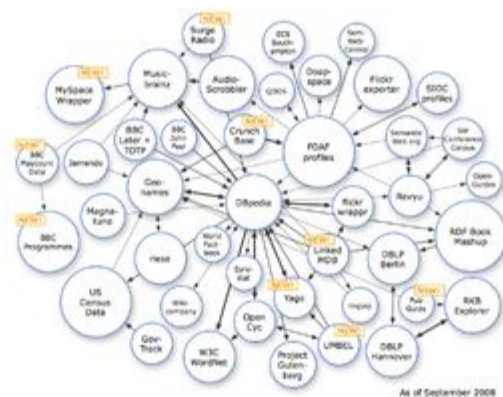 NEW!
Surge
Radio
ECS
South-
ampton
Sem-
Web-
Central
NEW!
MySpace
Wrapper
Music-
brainz
Audio-
Scrobbler
QDOS
Doap-
space
Flickr
exporter
SIOC
profiles
NEW!
BBC
Playcount
Data
BBC
Later +
TOTP
BBC
John
Peel
NEW!
Crunch
Base
FOAF
profiles
Semantic
Web.org
SW
Conference
Corpus
Jamendo
Geo-
names
DBpedia
flickr
wrappr
Revyu
Open-
Guides
NEW!
BBC
Programmes
Magna-
tune
World
Fact-
book
NEW!
Linked
MDB
DBLP
Berlin
RDF Book
Mashup
riese
US
Census
Data
Euro-
stat
Yago
NEW!
Pub
Guide
RKB
Explorer
Gov-
Track
W3C
WordNet
Open
Cyc
NEW!
UMBEL
Project
Guten-
berg
DBLP
Hannover
As of September 2008